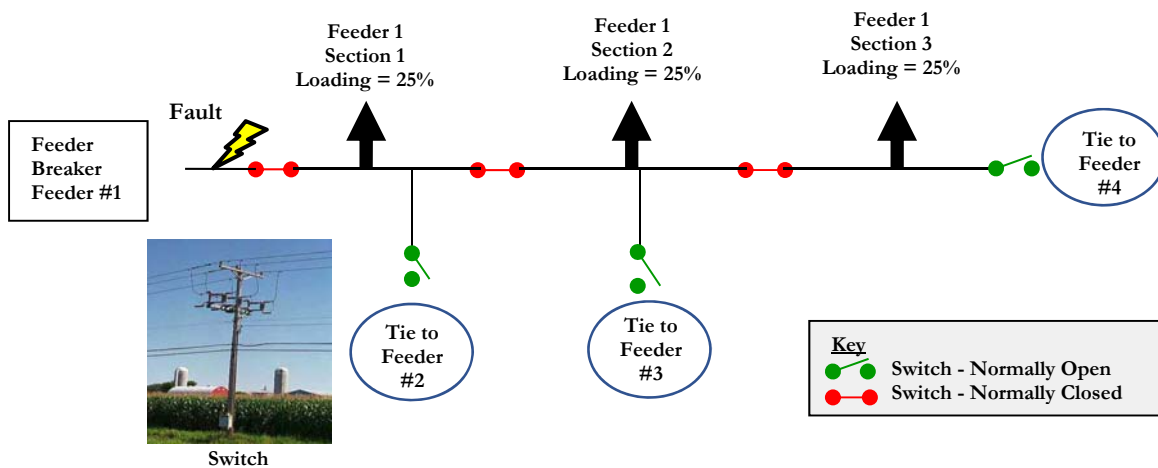 Feeder 1
Section 1
Loading = 25%
Feeder 1
Section 2
Loading = 25%
Feeder 1
Section 3
Loading = 25%
Fault
Feeder
Breaker
Feeder #1
Tie to
Feeder
#4
Tie to
Feeder
#2
Tie to
Feeder
#3
Key
Switch - Normally Open
Switch - Normally Closed
Switch